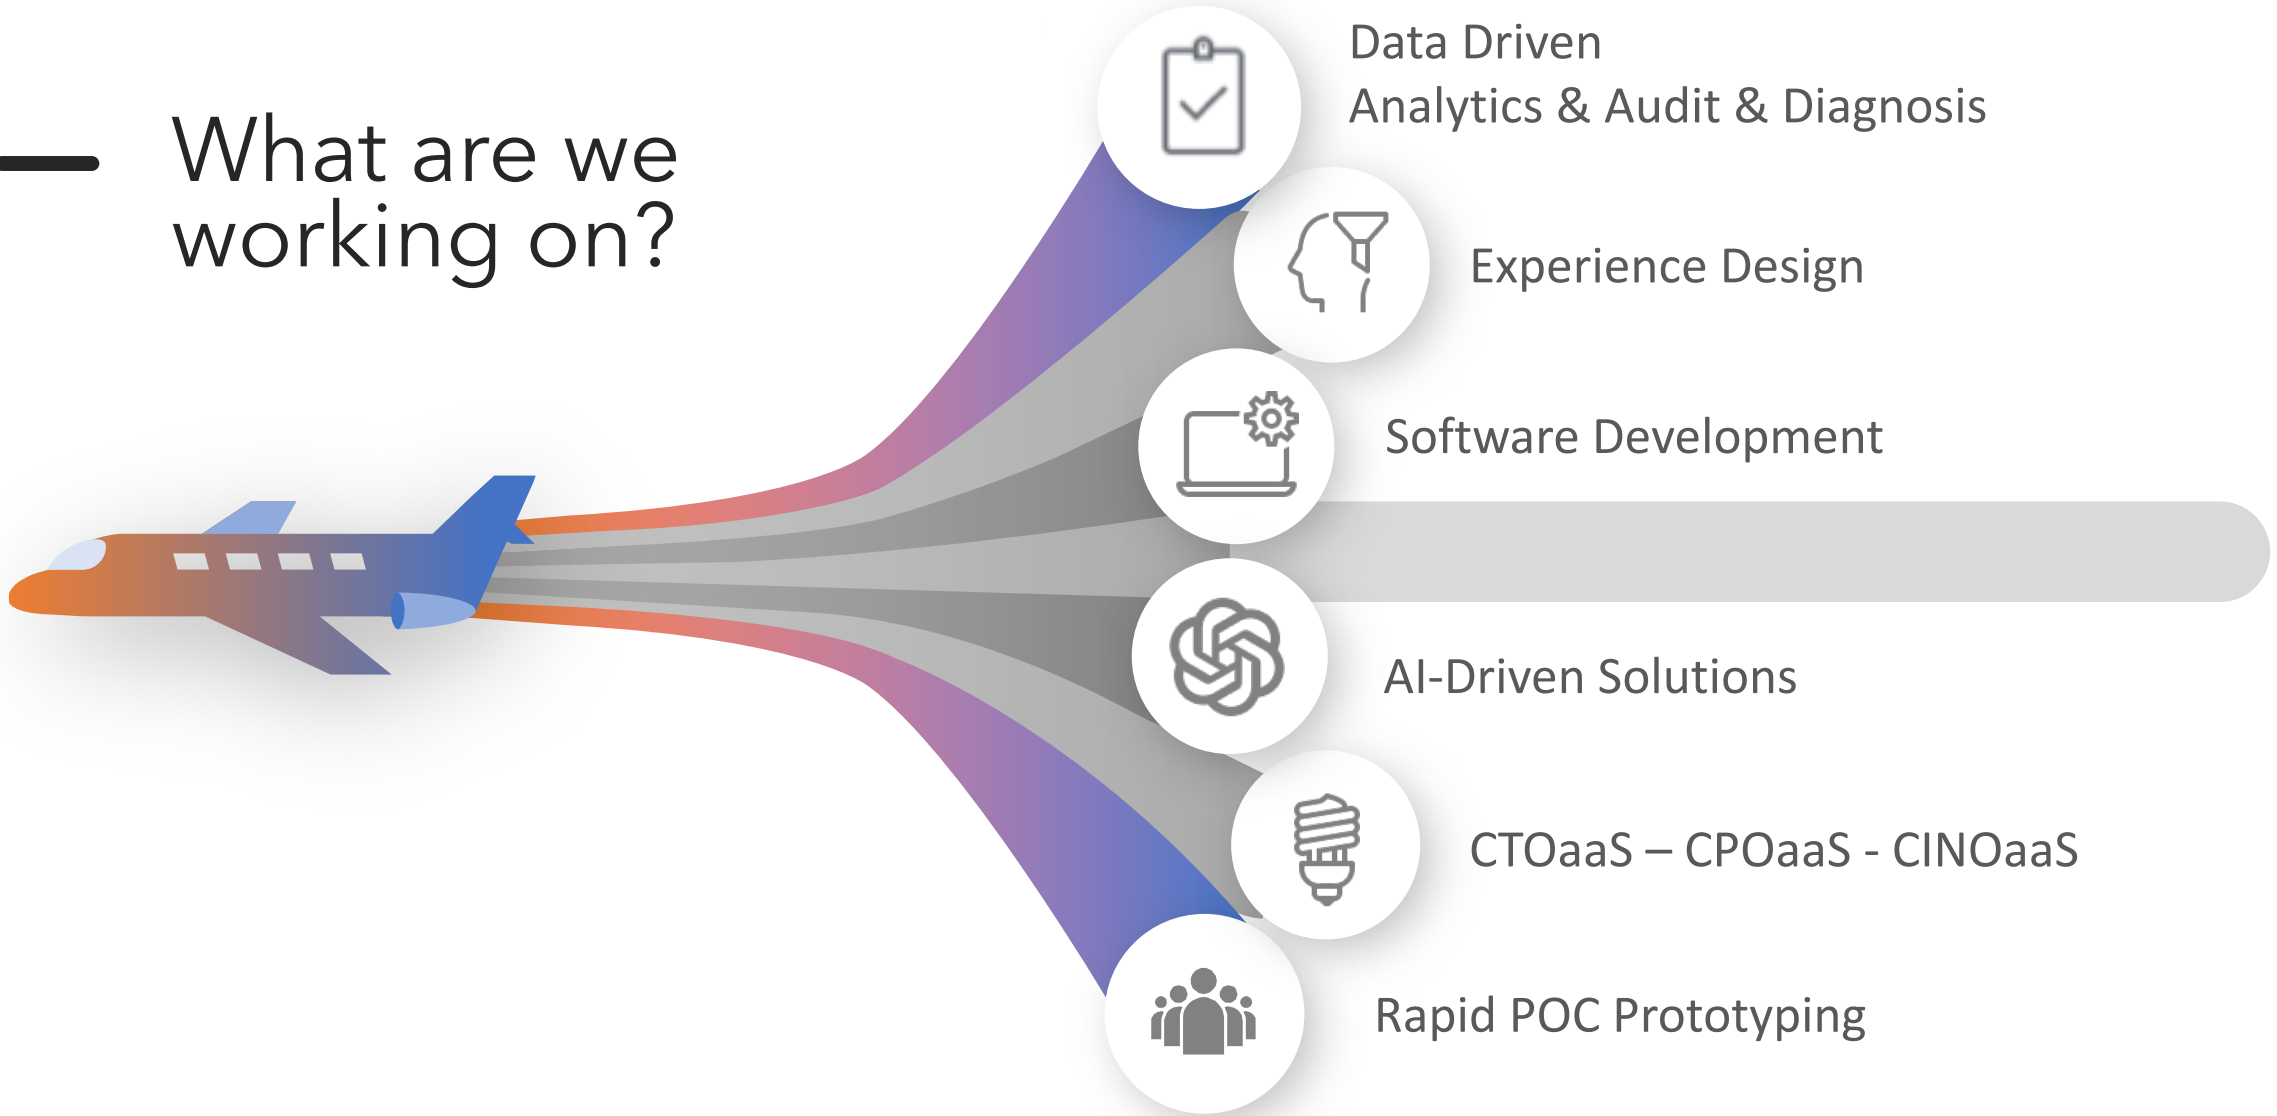 What are we
working on?
Data Driven
Analytics & Audit & Diagnosis
Experience Design
Software Development
AI-Driven Solutions
CTOaaS – CPOaaS - CINOaaS
Rapid POC Prototyping